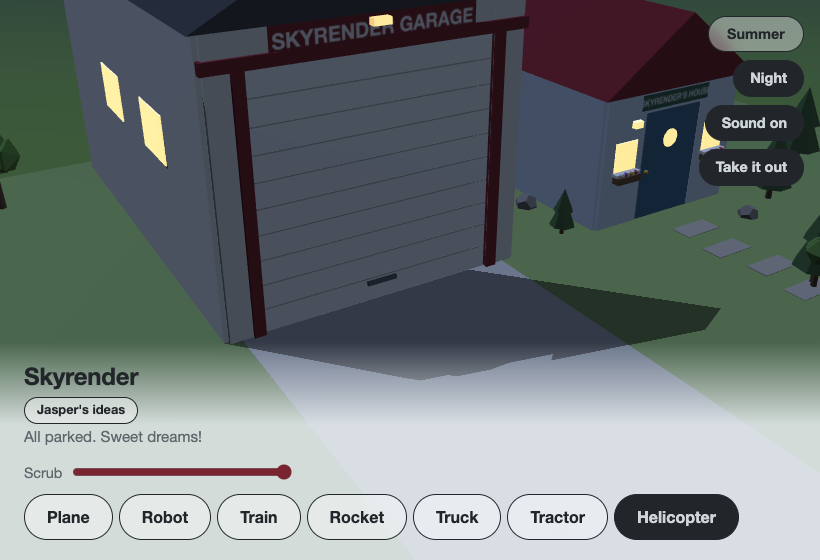 SKYRENDER GARAGE
SKYRENDER'S HOUSE
Summer
Night
Sound on
Take it out
Skyrender
Jasper's ideas
All parked. Sweet dreams!
Scrub
Plane
Robot
Train
Rocket
Truck
Tractor
Helicopter